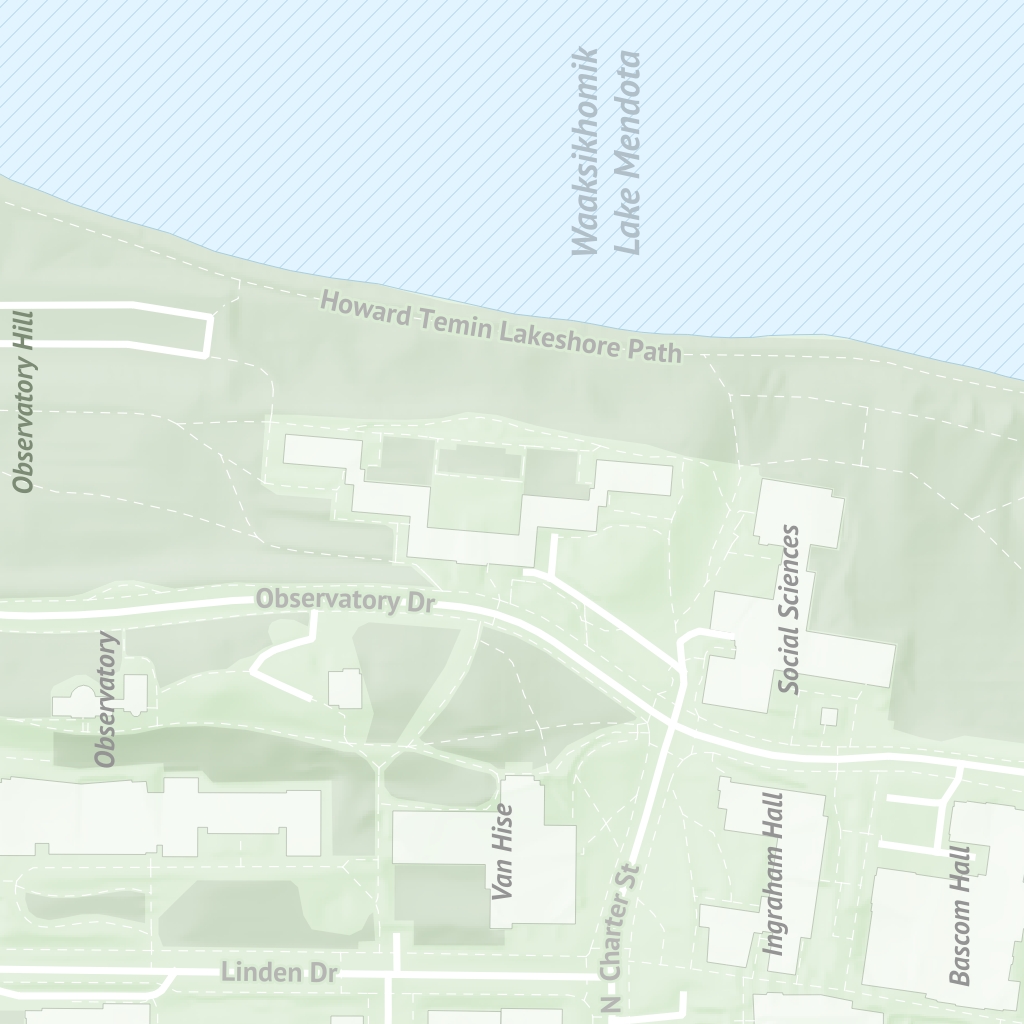 Waaksikhomik
Lake Mendota
Howard Temin Lakeshore Path
Observatory Hill
Social Sciences
Observatory Dr
Observatory
Van Hise
Ingraham Hall
Bascom Hall
N Charter St
Linden Dr